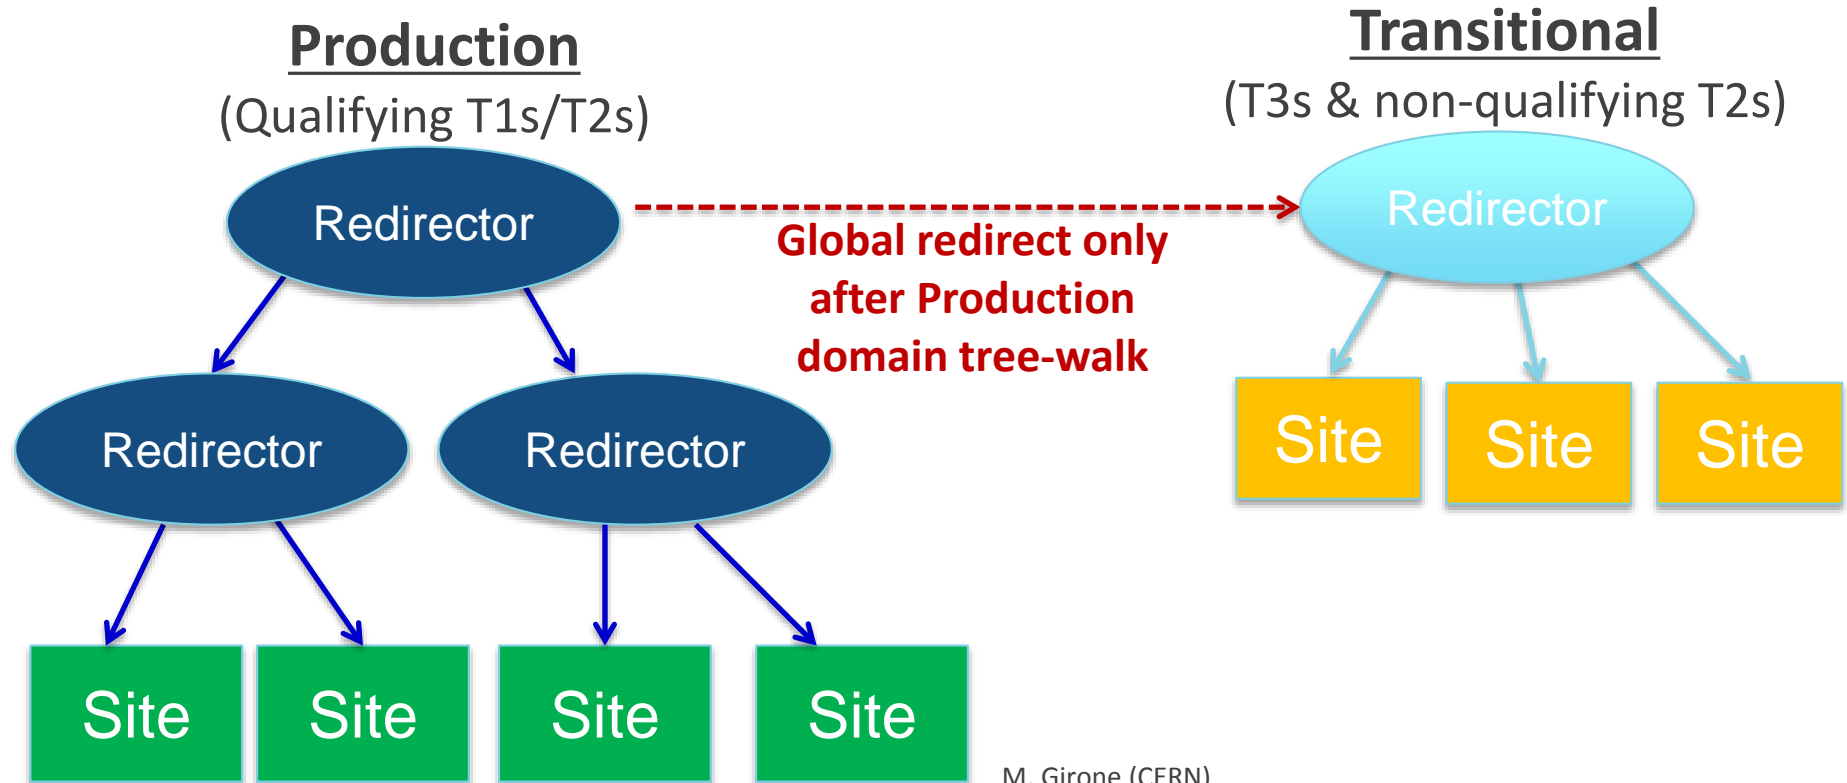 Production
(Qualifying T1s/T2s)
Transitional
(T3s & non-qualifying T2s)
Redirector
Redirector
Global redirect only
after Production
domain tree-walk
Redirector
Redirector
Site
Site
Site
Site
Site
Site
Site
M. Girone (CERN)